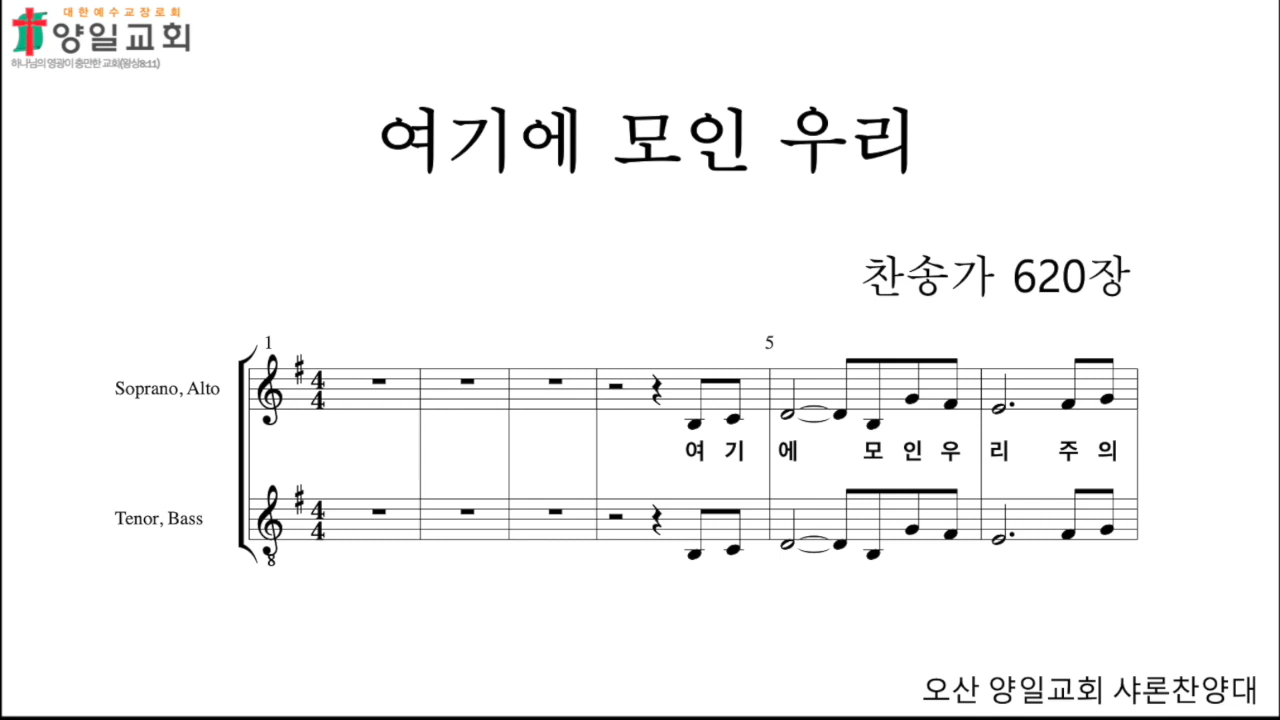 대한예수교장로회
양일교회
하나님의 영광이 충만한 교회(왕상8:11)
여기에 모인 우리
찬송가 620장
1 5
Soprano, Alto
4 4
여 기 에 모 인 우 리 주 의
Tenor, Bass
4 4
8
오산 양일교회 샤론찬양대